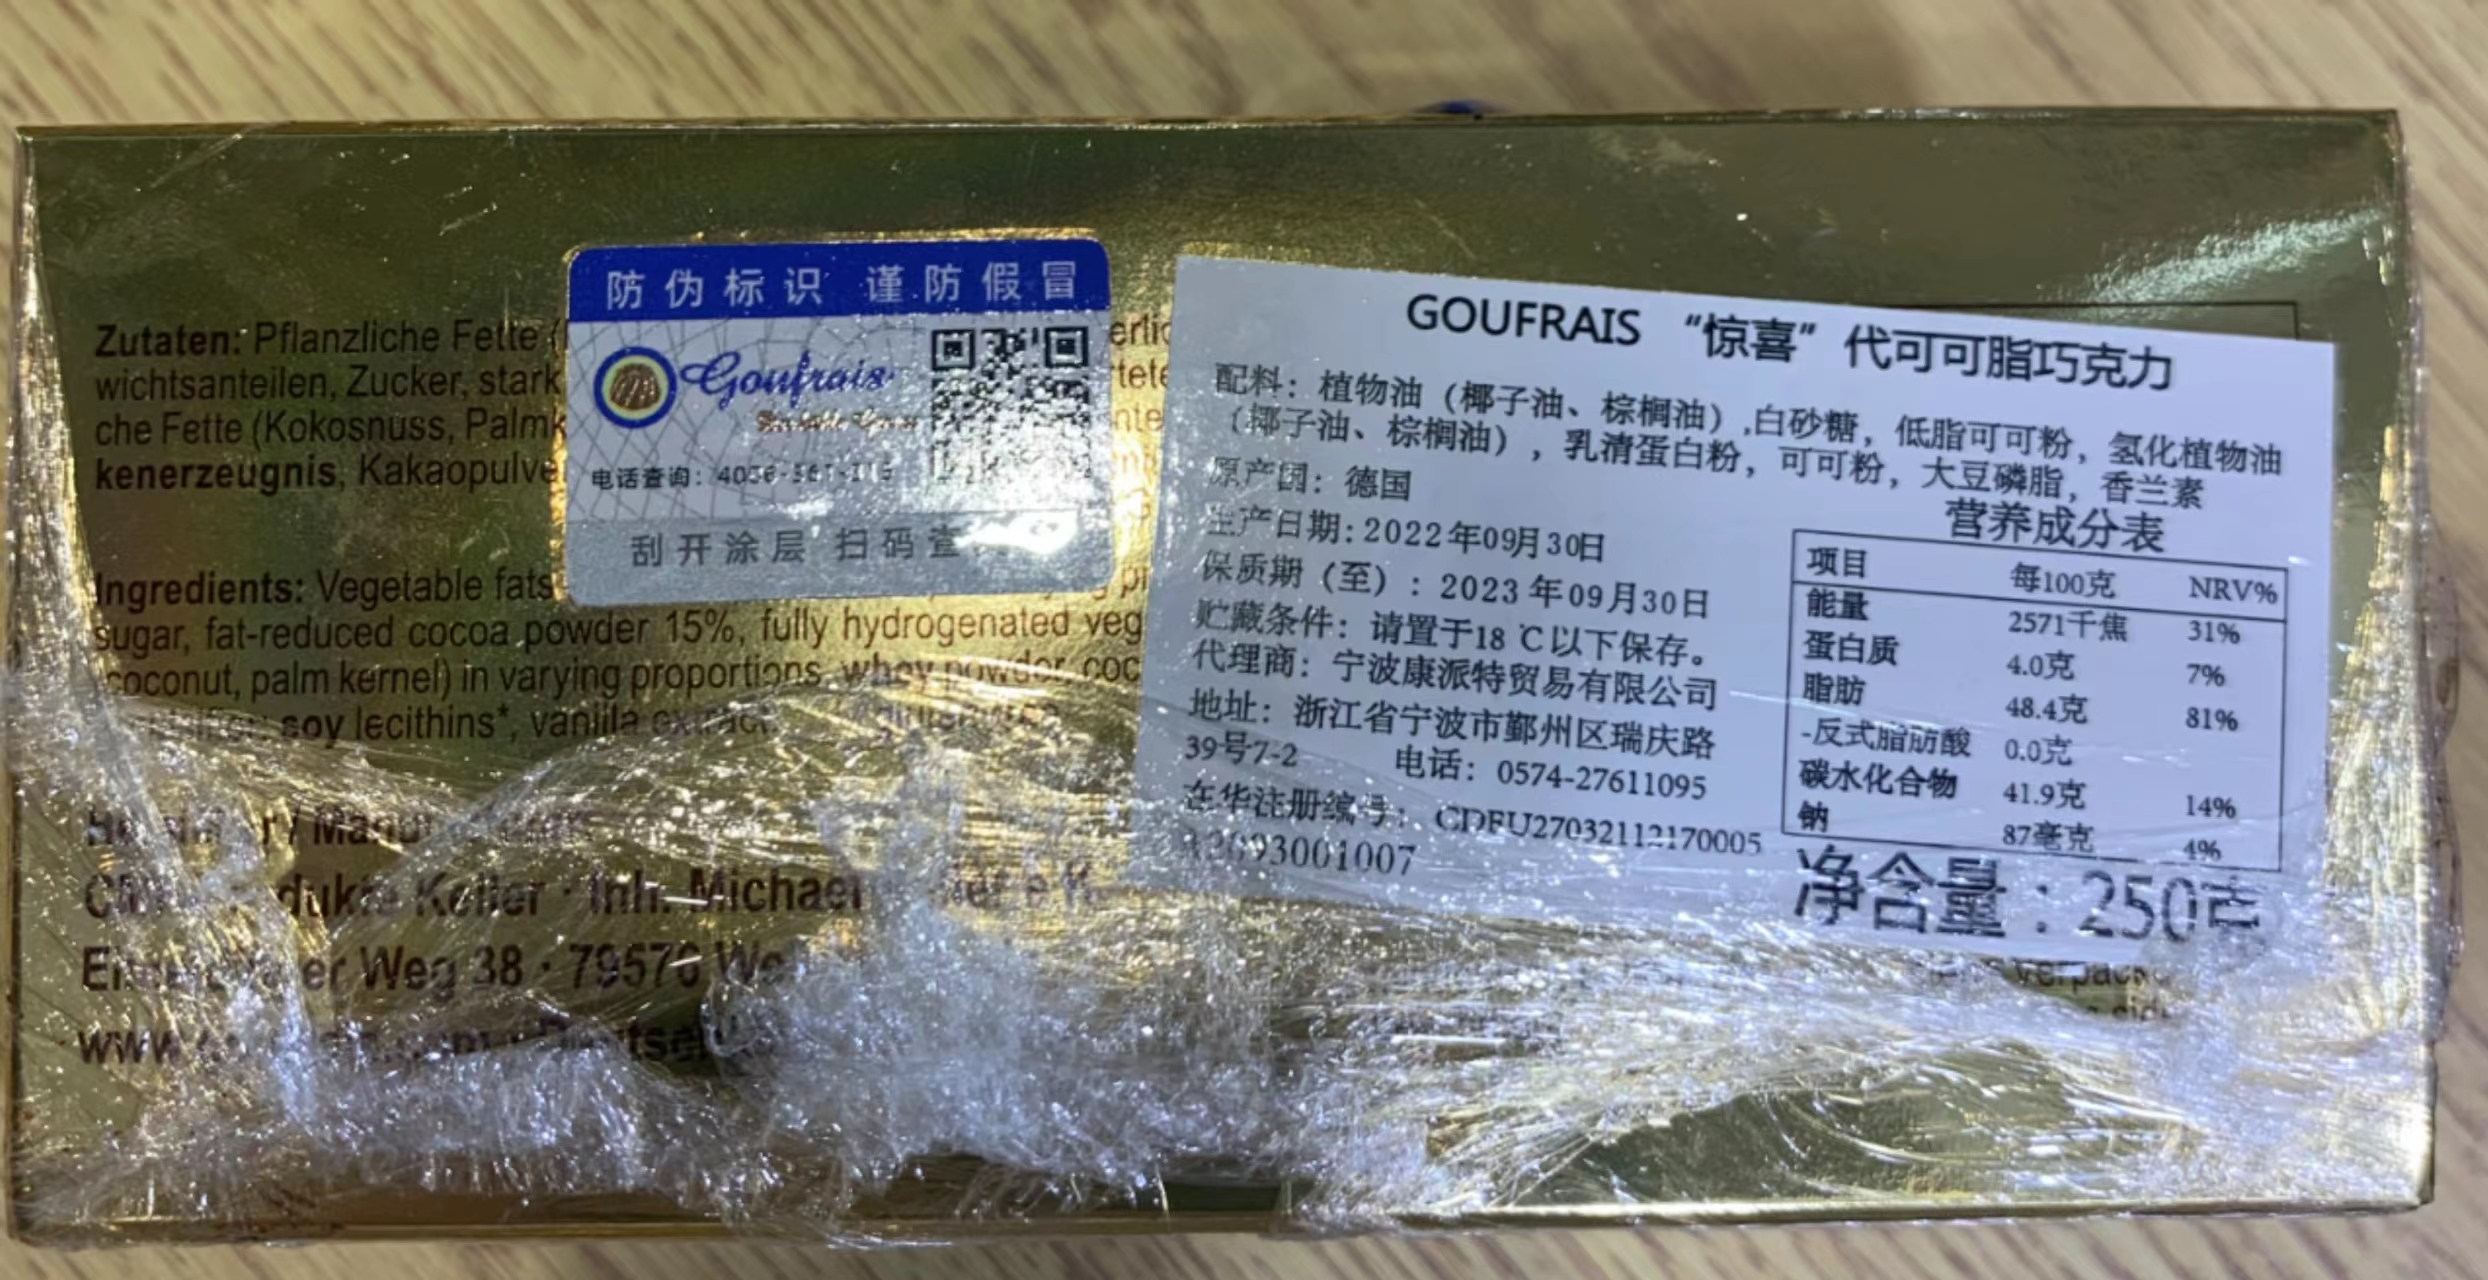 防伪标识 谨防假冒
Goufrais
电话查询：
刮开涂层 扫码查
Zutaten: Pflanzliche Fette
wichtsanteilen, Zucker, stark
che Fette (Kokosnuss, Palmk
kenerzeugnis, Kakaopulve
Ingredients: Vegetable fats
sugar, fat-reduced cocoa powder 15%, fully hydrogenated veg
coconut, palm kernel) in varying proportions, whey powder, coc
soy lecithins*, vanilla extract
Keller · Inh. Michael
er Weg 38 · 79576 We
www.
GOUFRAIS “惊喜”代可可脂巧克力
配料：植物油（椰子油、棕榈油）,白砂糖，低脂可可粉，氢化植物油
（椰子油、棕榈油），乳清蛋白粉，可可粉，大豆磷脂，香兰素
原产国：德国
生产日期:2022年09月30日
保质期（至）: 2023年09月30日
贮藏条件：请置于18℃以下保存。
代理商：宁波康派特贸易有限公司
地址：浙江省宁波市鄞州区瑞庆路
39号7-2 电话：0574-27611095
在华注册编号：CDEU27032112170005
093001007
营养成分表
项目 每100克 NRV%
能量 2571千焦 31%
蛋白质 4.0克 7%
脂肪 48.4克 81%
-反式脂肪酸 0.0克
碳水化合物 41.9克 14%
钠 87毫克 4%
净含量：250克